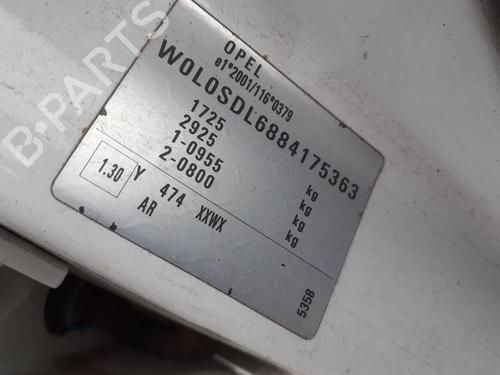 B-PARTS
OPEL
e1*2001/116*0379
W0L0SDL6884175363
1725 kg
2925 kg
1-0955 kg
2-0800 kg
1.30 Y 474 XXWX
AR
5358